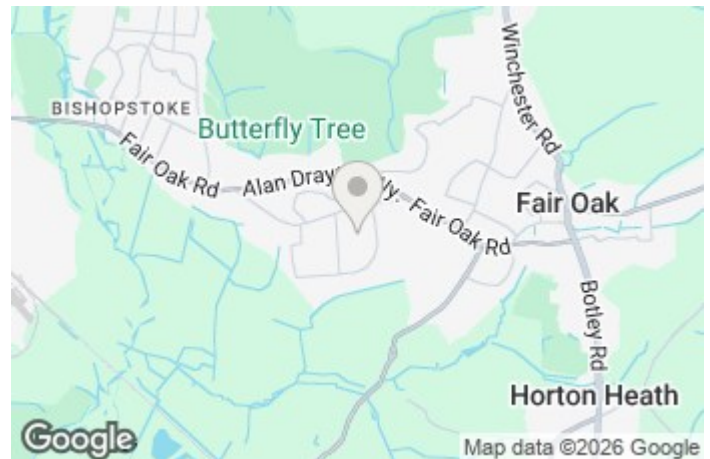 Winchester Rd
BISHOPSTOKE
Butterfly Tree
Fair Oak Rd
Alan Dray
y.
Fair Oak Rd
Fair Oak
Botley Rd
Horton Heath
Google
Map data ©2026 Google